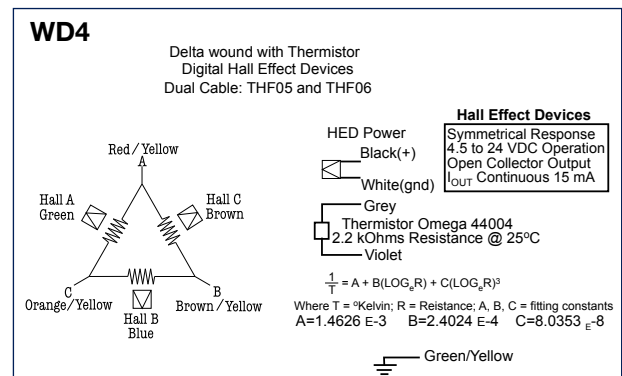 WD4
Delta wound with Thermistor
Digital Hall Effect Devices
Dual Cable: THF05 and THF06
Red/Yellow
A
Hall A
Green
Hall C
Brown
C
Orange/Yellow
B
Brown/Yellow
Hall B
Blue
HED Power
Black(+)
White(gnd)
Hall Effect Devices
Symmetrical Response
4.5 to 24 VDC Operation
Open Collector Output
I_OUT Continuous 15 mA
Grey
Thermistor Omega 44004
2.2 kOhms Resistance @ 25°C
Violet
1/T = A + B(LOG_eR) + C(LOG_eR)³
Where T = °Kelvin; R = Reistance; A, B, C = fitting constants
A=1.4626 E-3 B=2.4024 E-4 C=8.0353 E-8
Green/Yellow